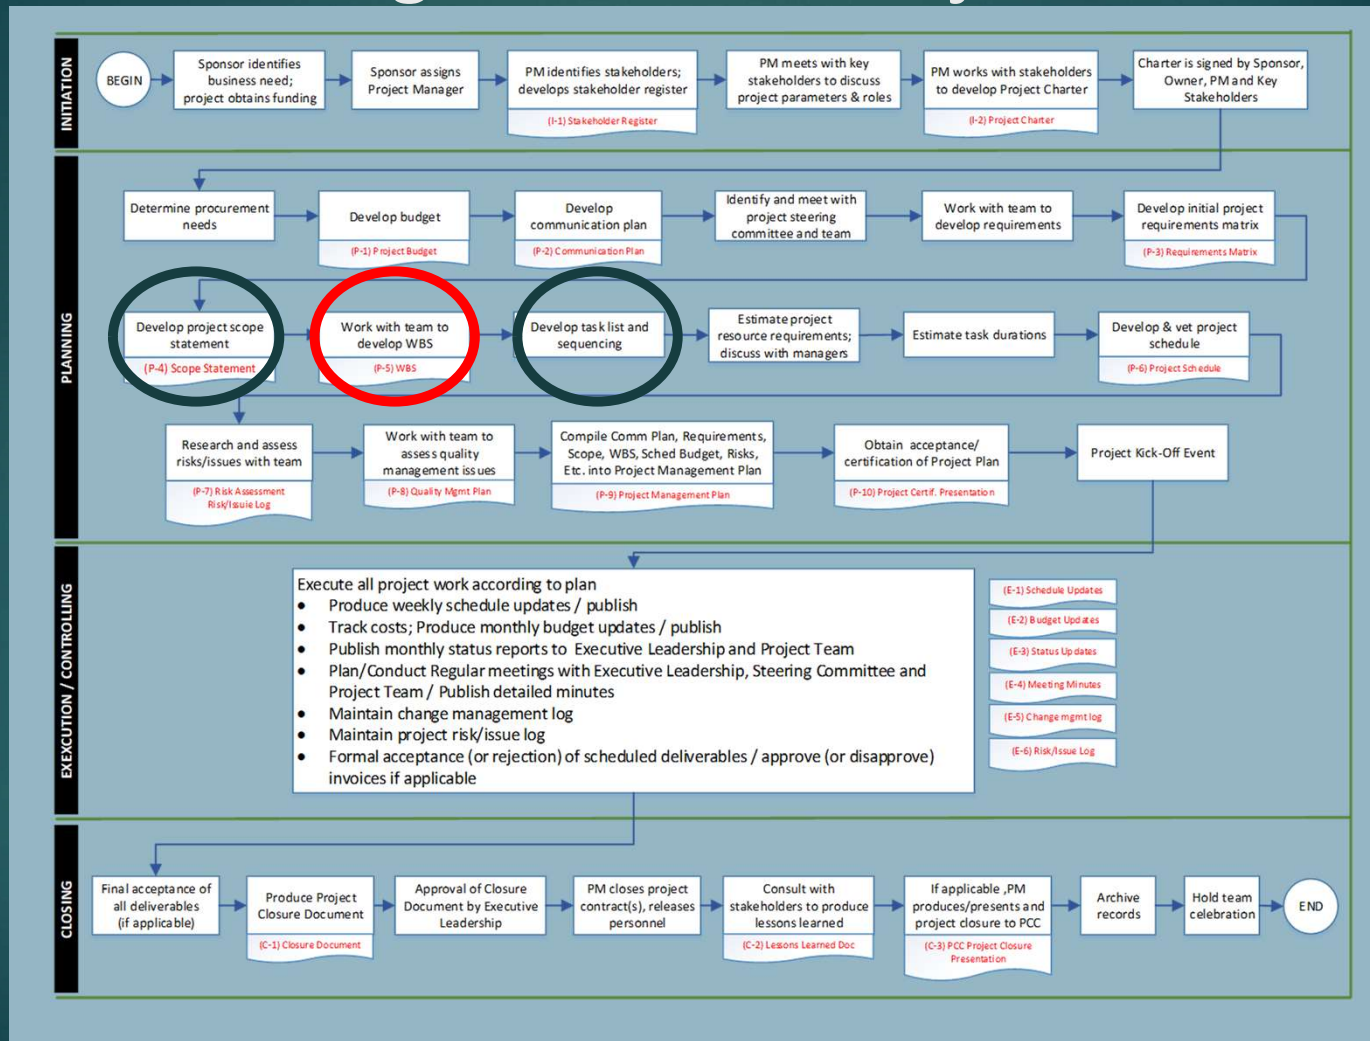 INITIATION
BEGIN
Sponsor identifies
business need;
project obtains funding
Sponsor assigns
Project Manager
PM identifies stakeholders;
develops stakeholder register
(I-1) Stakeholder Register
PM meets with key
stakeholders to discuss
project parameters & roles
PM works with stakeholders
to develop Project Charter
(I-2) Project Charter
Charter is signed by Sponsor,
Owner, PM and Key
Stakeholders
PLANNING
Determine procurement
needs
Develop budget
(P-1) Project Budget
Develop
communication plan
(P-2) Communication Plan
Identify and meet with
project steering
committee and team
Work with team to
develop requirements
Develop initial project
requirements matrix
(P-3) Requirements Matrix
Develop project scope
statement
(P-4) Scope Statement
Work with team to
develop WBS
(P-5) WBS
Develop task list and
sequencing
Estimate project
resource requirements;
discuss with managers
Estimate task durations
Develop & vet project
schedule
(P-6) Project Schedule
Research and assess
risks/issues with team
(P-7) Risk Assessment
Risk/Issuie Log
Work with team to
assess quality
management issues
(P-8) Quality Mgmt Plan
Compile Comm Plan, Requirements,
Scope, WBS, Sched Budget, Risks,
Etc. into Project Management Plan
(P-9) Project Management Plan
Obtain acceptance/
certification of Project Plan
(P-10) Project Certif. Presentation
Project Kick-Off Event
EXECUTION / CONTROLLING
Execute all project work according to plan
• Produce weekly schedule updates / publish
• Track costs; Produce monthly budget updates / publish
• Publish monthly status reports to Executive Leadership and Project Team
• Plan/Conduct Regular meetings with Executive Leadership, Steering Committee and
Project Team / Publish detailed minutes
• Maintain change management log
• Maintain project risk/issue log
• Formal acceptance (or rejection) of scheduled deliverables / approve (or disapprove)
invoices if applicable
(E-1) Schedule Updates
(E-2) Budget Updates
(E-3) Status Updates
(E-4) Meeting Minutes
(E-5) Change mgmt log
(E-6) Risk/Issue Log
CLOSING
Final acceptance of
all deliverables
(if applicable)
Produce Project
Closure Document
(C-1) Closure Document
Approval of Closure
Document by Executive
Leadership
PM closes project
contract(s), releases
personnel
Consult with
stakeholders to produce
lessons learned
(C-2) Lessons Learned Doc
If applicable ,PM
produces/presents and
project closure to PCC
(C-3) PCC Project Closure
Presentation
Archive
records
Hold team
celebration
END